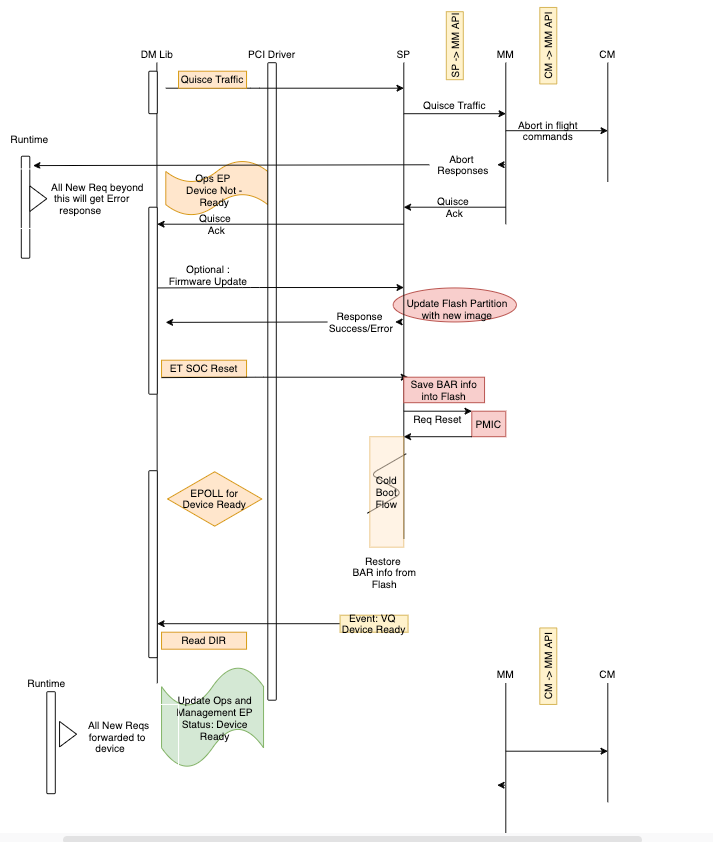 SP -> MM API
CM -> MM API
DM Lib
PCI Driver
SP
MM
CM
Quisce Traffic
Quisce Traffic
Abort in flight
commands
Runtime
Abort
Responses
All New Req beyond
this will get Error
response
Ops EP
Device Not -
Ready
Quisce
Ack
Quisce
Ack
Optional :
Firmware Update
Update Flash Partition
with new image
Response
Success/Error
ET SOC Reset
Save BAR info
into Flash
Req Reset
PMIC
Cold
Boot
Flow
EPOLL for
Device Ready
Restore
BAR info from
Flash
Event: VQ
Device Ready
Read DIR
CM -> MM API
MM
CM
Runtime
Update Ops and
Management EP
Status: Device
Ready
All New Reqs
forwarded to
device